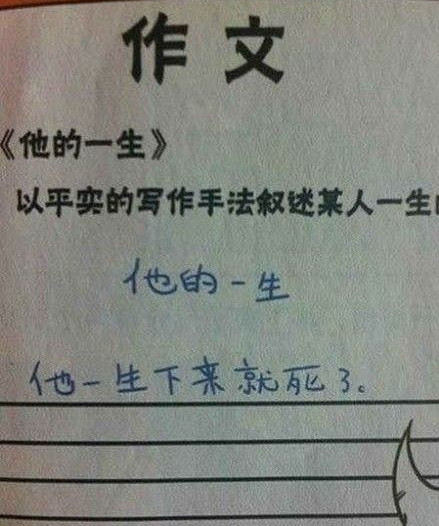 作文
《他的一生》
以平实的写作手法叙述某人一生
他的一生
他一生下来就死了。